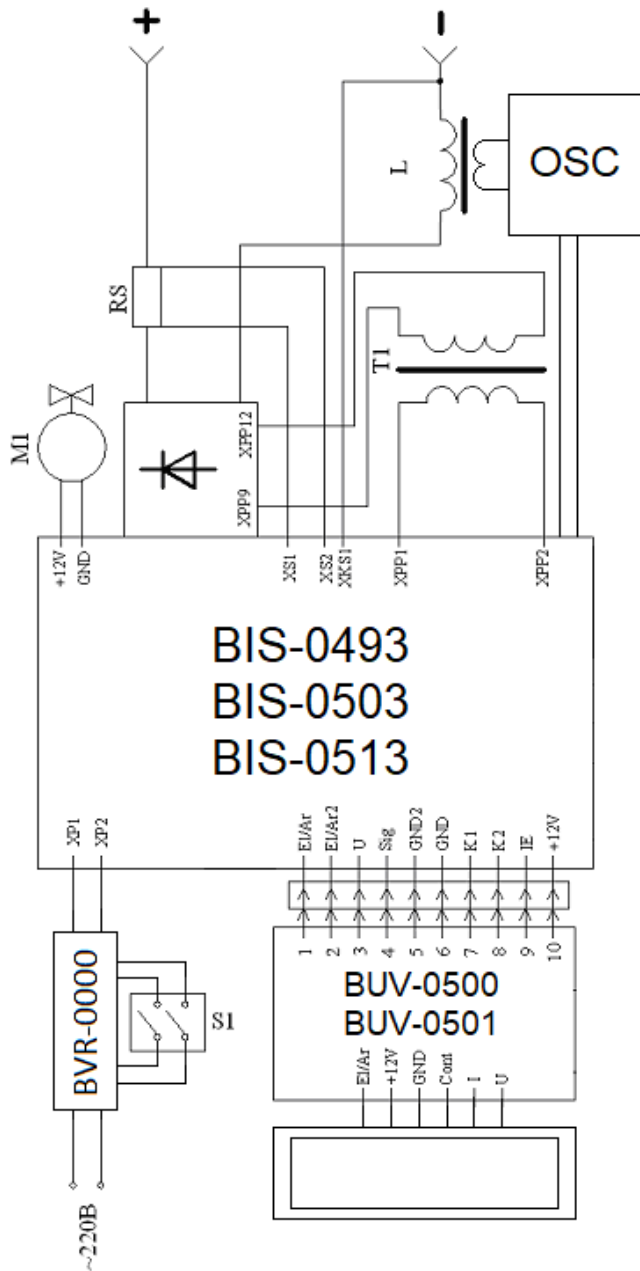 +
-
OSC
L
RS
T1
M1
XPP12
XPP9
+12V
GND
XS1
XS2
XKS1
XPP1
XPP2
BIS-0493
BIS-0503
BIS-0513
XP1
XP2
El/Ar
El/Ar2
U
Sig
GND2
GND
K1
K2
IE
+12V
1
2
3
4
5
6
7
8
9
10
BVR-0000
S1
BUV-0500
BUV-0501
El/Ar
+12V
GND
Cont
I
U
~220В